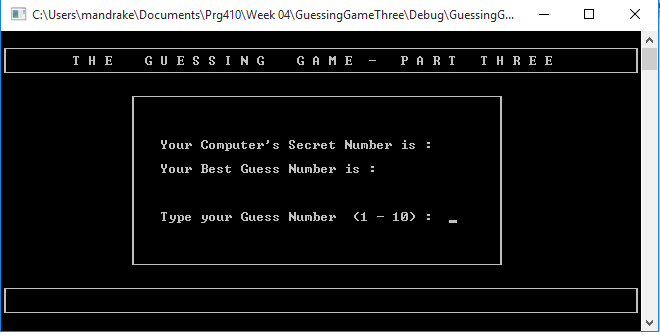 C:\Users\mandrake\Documents\Prg410\Week 04\GuessingGameThree\Debug\GuessingG...
T H E   G U E S S I N G   G A M E -   P A R T   T H R E E
Your Computer's Secret Number is :
Your Best Guess Number is :
Type your Guess Number  (1 - 10) :  _